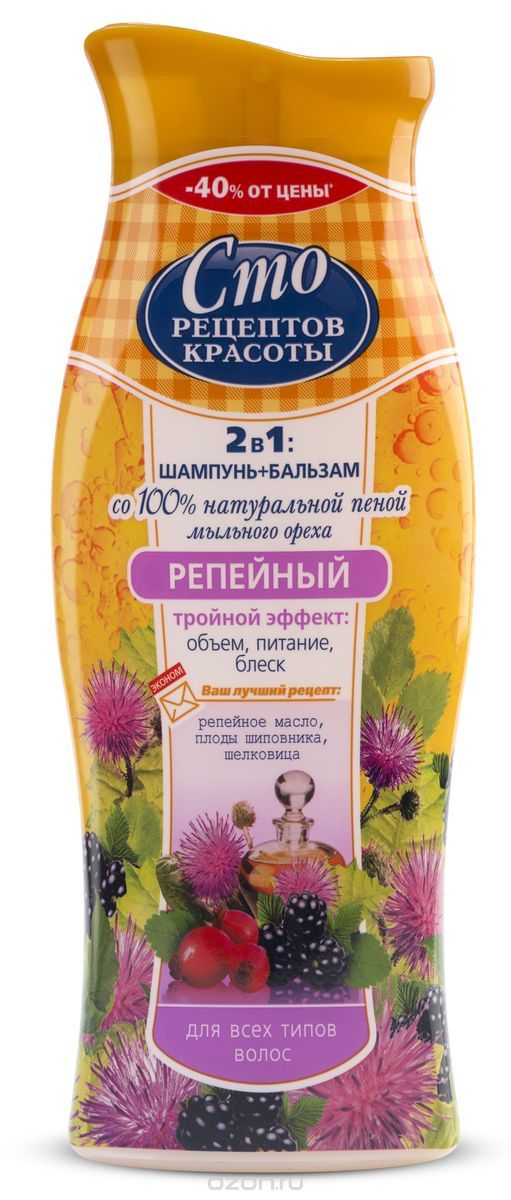 -40% ОТ ЦЕНЫ*
Сто
РЕЦЕПТОВ
КРАСОТЫ
2 в 1:
ШАМПУНЬ+БАЛЬЗАМ
со 100% натуральной пеной
мыльного ореха
РЕПЕЙНЫЙ
тройной эффект:
объем, питание,
блеск
ЭКОНОМ
Ваш лучший рецепт:
репейное масло,
плоды шиповника,
шелковица
для всех типов
волос
ozon.ru